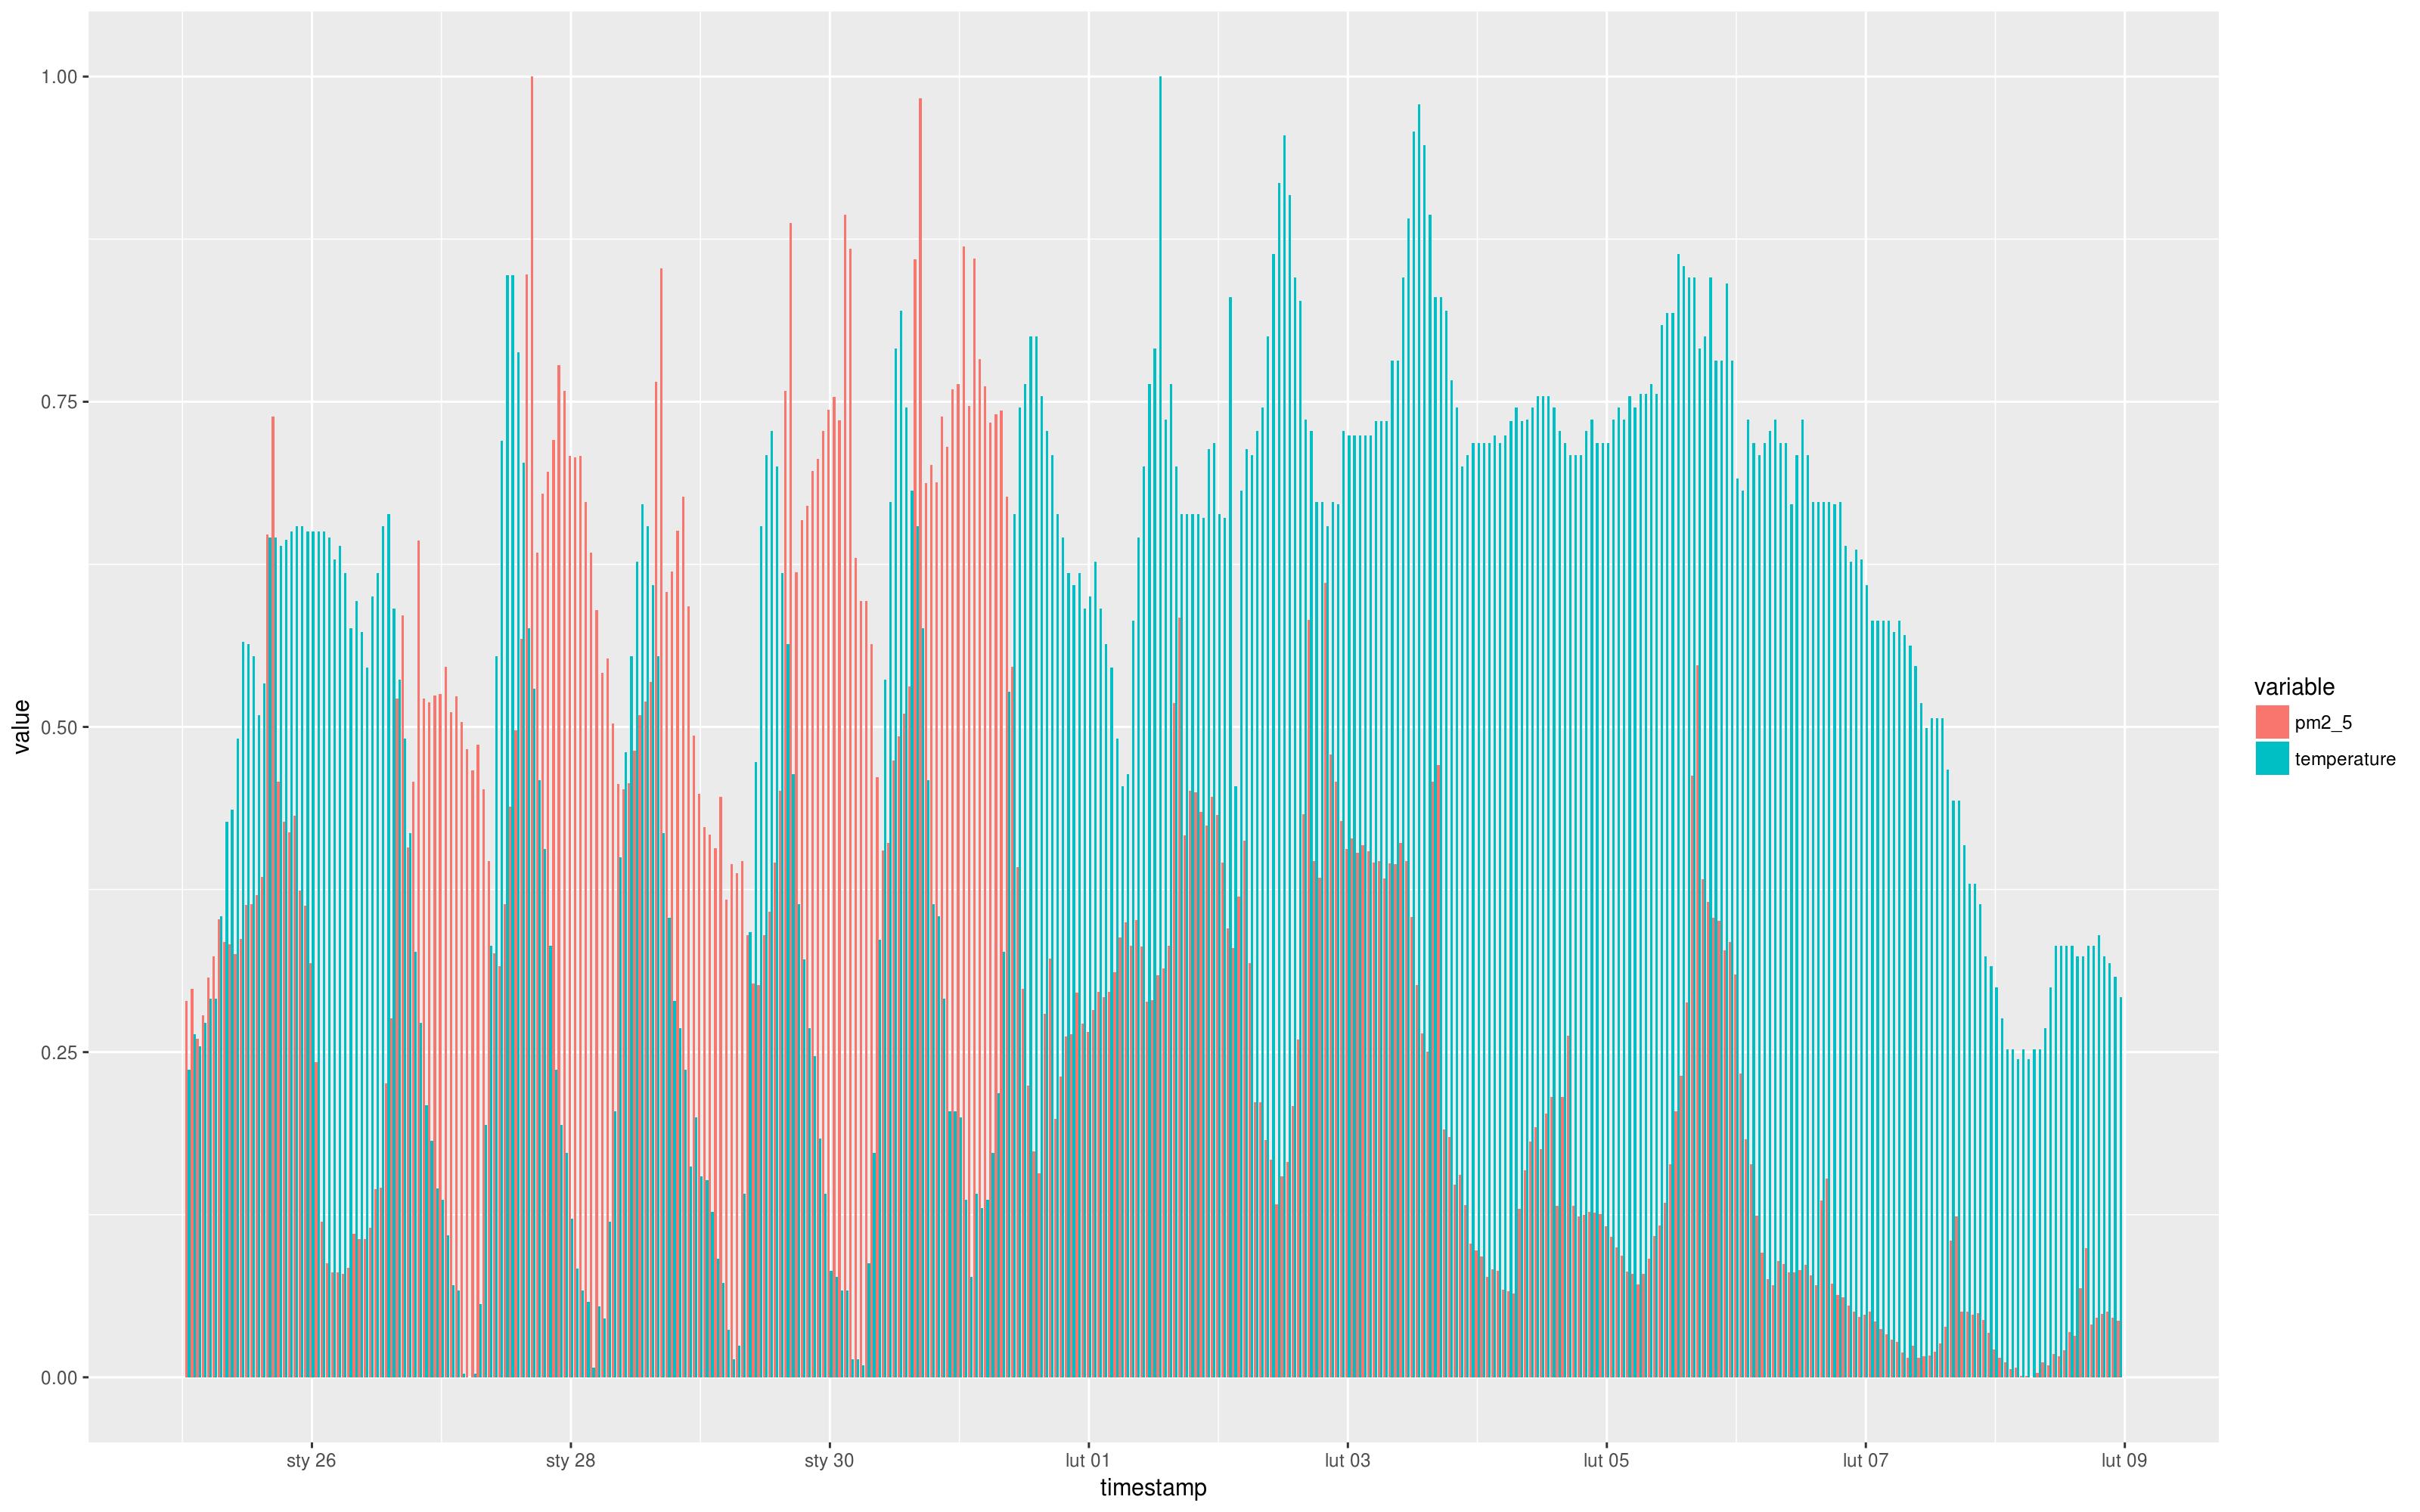 1.00
0.75
0.50
0.25
0.00
value
sty 26
sty 28
sty 30
lut 01
lut 03
lut 05
lut 07
lut 09
timestamp
variable
pm2_5
temperature